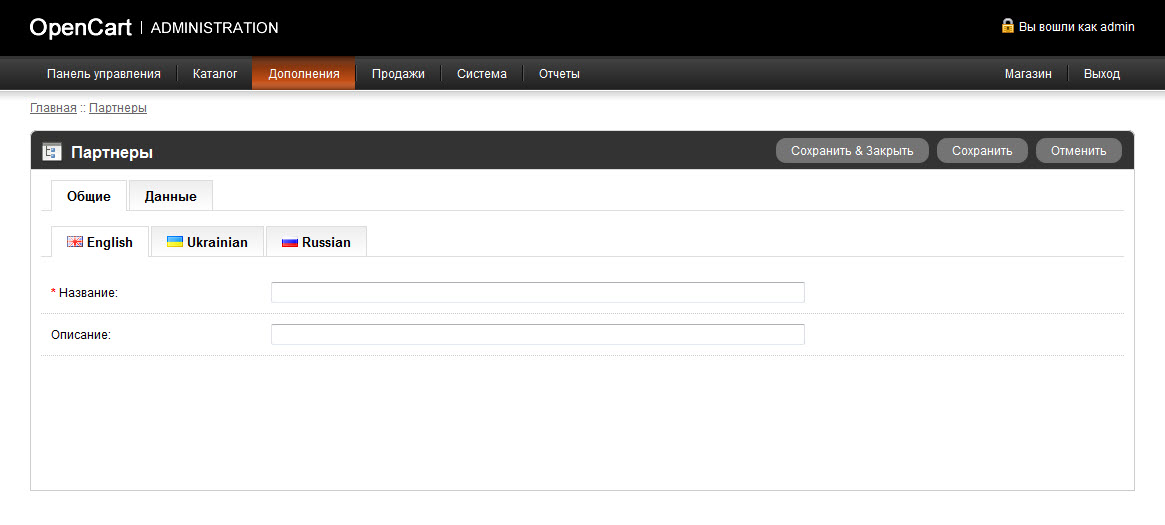 OpenCart | ADMINISTRATION
Вы вошли как admin
Панель управления Каталог Дополнения Продажи Система Отчеты Магазин Выход
Главная :: Партнеры
Партнеры
Сохранить & Закрыть Сохранить Отменить
Общие Данные
English Ukrainian Russian
* Название:
Описание: